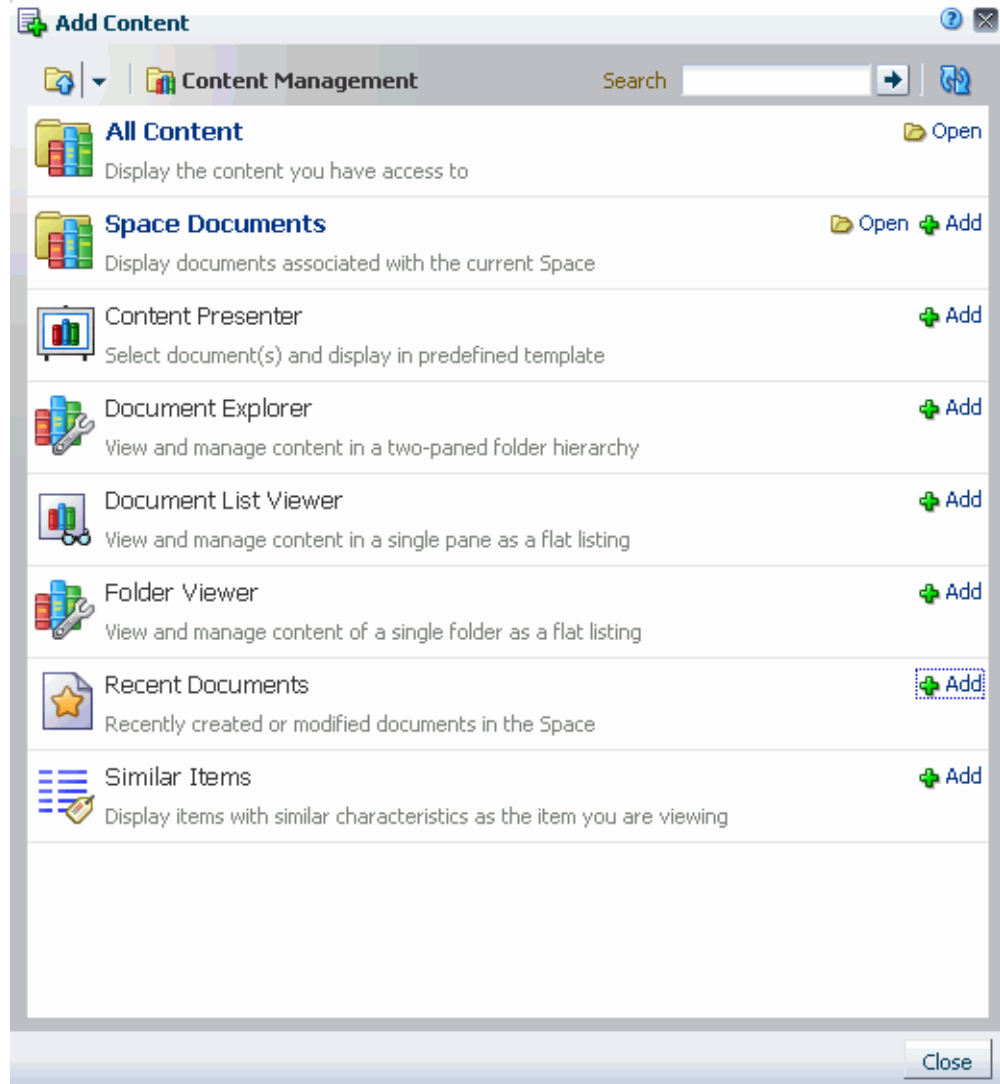 Add Content
Content Management Search
All Content Open
Display the content you have access to
Space Documents Open Add
Display documents associated with the current Space
Content Presenter Add
Select document(s) and display in predefined template
Document Explorer Add
View and manage content in a two-paned folder hierarchy
Document List Viewer Add
View and manage content in a single pane as a flat listing
Folder Viewer Add
View and manage content of a single folder as a flat listing
Recent Documents Add
Recently created or modified documents in the Space
Similar Items Add
Display items with similar characteristics as the item you are viewing
Close